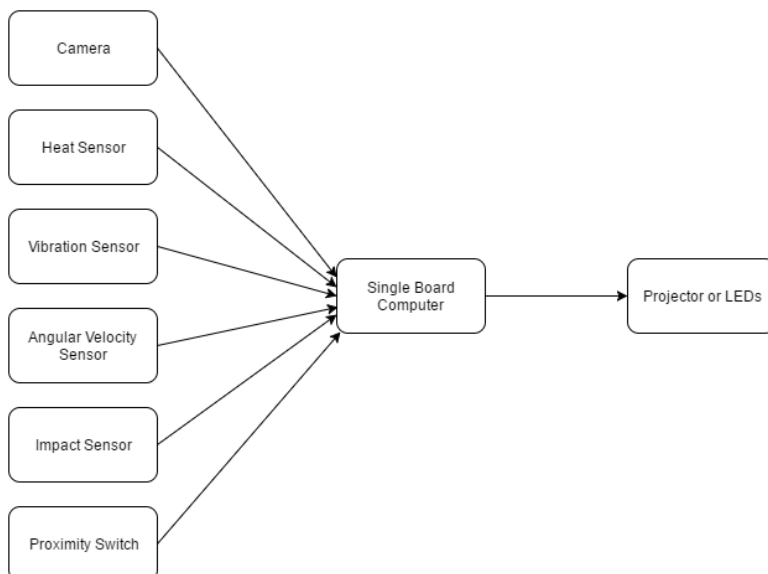 Camera
Heat Sensor
Vibration Sensor
Angular Velocity
Sensor
Impact Sensor
Proximity Switch
Single Board
Computer
Projector or LEDs